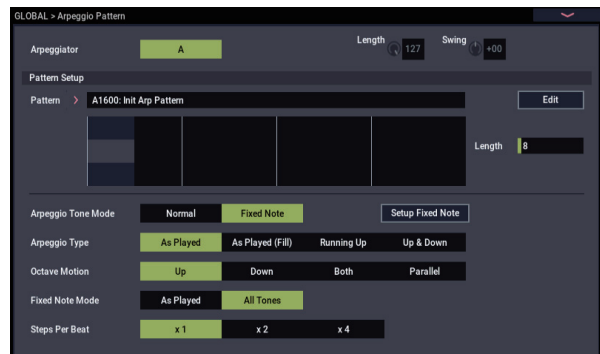 GLOBAL > Arpeggio Pattern
Arpeggiator A Length 127 Swing +00
Pattern Setup
Pattern > A1600: Init Arp Pattern Edit
Length 8
Arpeggio Tone Mode Normal Fixed Note Setup Fixed Note
Arpeggio Type As Played As Played (Fill) Running Up Up & Down
Octave Motion Up Down Both Parallel
Fixed Note Mode As Played All Tones
Steps Per Beat x 1 x 2 x 4